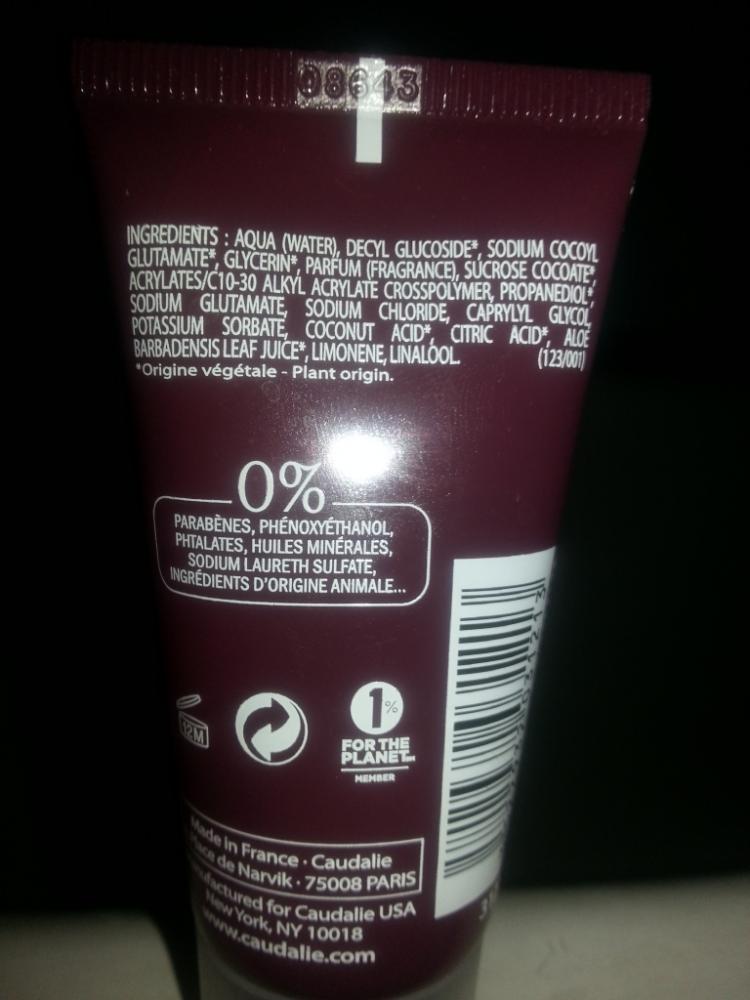 08643
INGREDIENTS : AQUA (WATER), DECYL GLUCOSIDE*, SODIUM COCOYL
GLUTAMATE*, GLYCERIN*, PARFUM (FRAGRANCE), SUCROSE COCOATE*,
ACRYLATES/C10-30 ALKYL ACRYLATE CROSSPOLYMER, PROPANEDIOL*,
SODIUM GLUTAMATE, SODIUM CHLORIDE, CAPRYLYL GLYCOL,
POTASSIUM SORBATE, COCONUT ACID*, CITRIC ACID*, ALOE
BARBADENSIS LEAF JUICE*, LIMONENE, LINALOOL. (123/001)
*Origine végétale - Plant origin.
0%
PARABÈNES, PHÉNOXYÉTHANOL,
PHTALATES, HUILES MINÉRALES,
SODIUM LAURETH SULFATE,
INGRÉDIENTS D'ORIGINE ANIMALE...
12M
1%
FOR THE
PLANET
MEMBER
Made in France · Caudalie
de Narvik · 75008 PARIS
for Caudalie USA
New York, NY 10018
www.caudalie.com